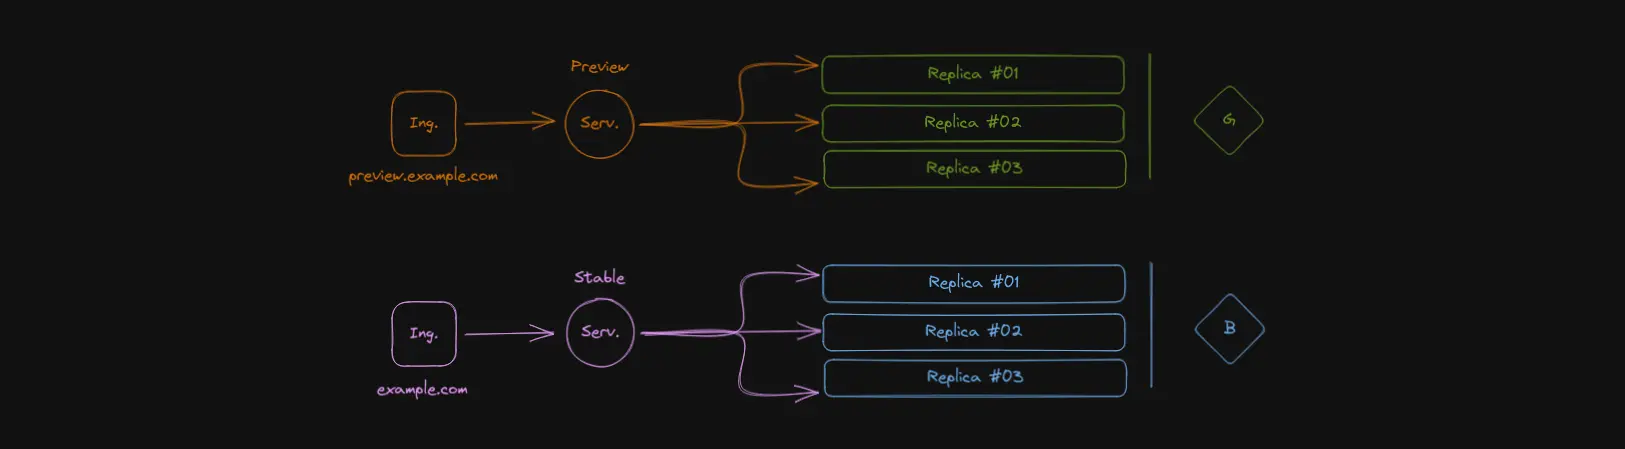 Preview
Ing.
Serv.
preview.example.com
Replica #01
Replica #02
Replica #03
G
Stable
Ing.
Serv.
example.com
Replica #01
Replica #02
Replica #03
B